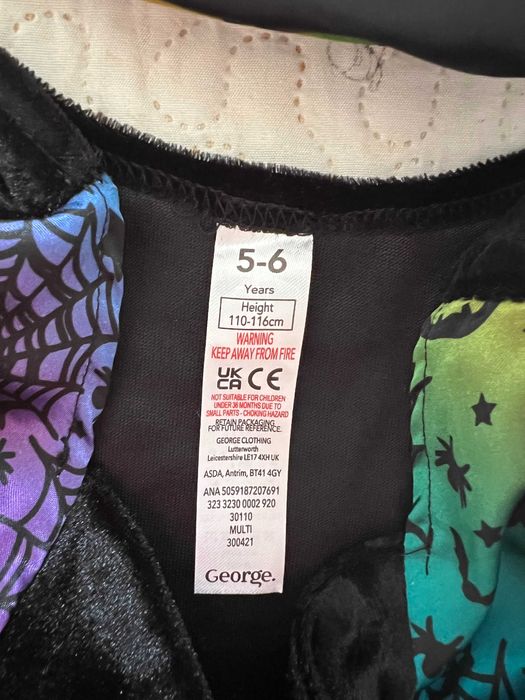 5-6
Years
Height
110-116cm
WARNING
KEEP AWAY FROM FIRE
UK
CA CE
NOT SUITABLE FOR CHILDREN
UNDER 36 MONTHS DUE TO
SMALL PARTS - CHOKING HAZARD
RETAIN PACKAGING
FOR FUTURE REFERENCE.
GEORGE CLOTHING
Lutterworth
Leicestershire LE17 4XH UK
ASDA, Antrim, BT41 4GY
ANA 5059187207691
323 3230 0002 920
30110
MULTI
300421
George.